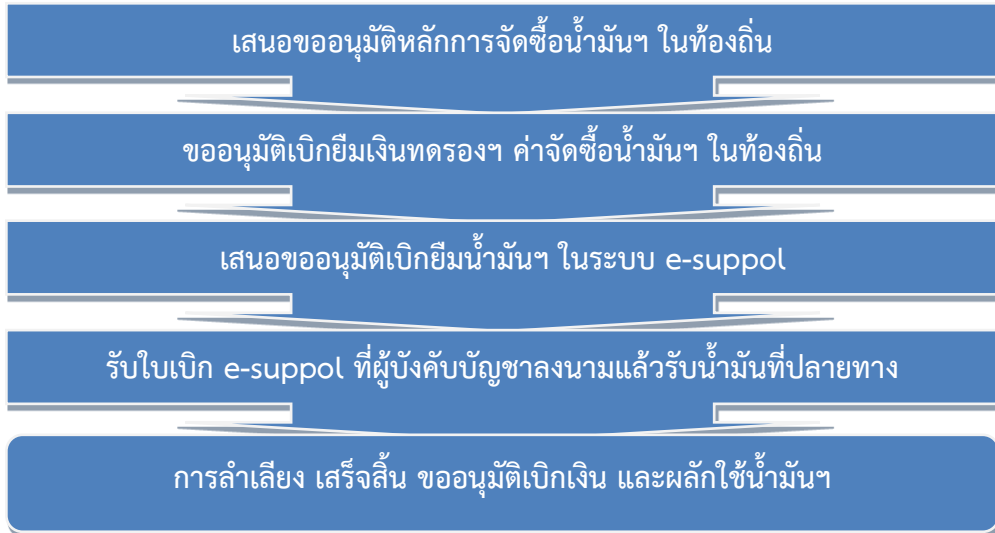 เสนอขออนุมัติหลักการจัดซื้อน้ำมันฯ ในท้องถิ่น
ขออนุมัติเบิกยืมเงินทดรองฯ ค่าจัดซื้อน้ำมันฯ ในท้องถิ่น
เสนอขออนุมัติเบิกยืมน้ำมันฯ ในระบบ e-suppol
รับใบเบิก e-suppol ที่ผู้บังคับบัญชาลงนามแล้วรับน้ำมันที่ปลายทาง
การลำเลียง เสร็จสิ้น ขออนุมัติเบิกเงิน และผลักใช้น้ำมันฯ